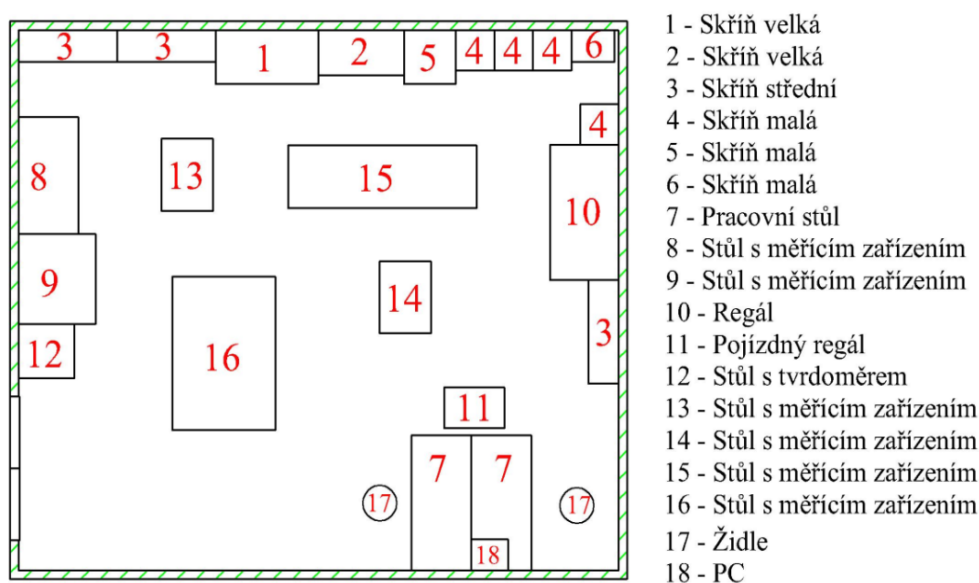 3 3 1 2 5 4 4 4 6
4
8 13 15 10
9 14
12 16 3
11
7 7
17 17
18
1 - Skříň velká
2 - Skříň velká
3 - Skříň střední
4 - Skříň malá
5 - Skříň malá
6 - Skříň malá
7 - Pracovní stůl
8 - Stůl s měřícím zařízením
9 - Stůl s měřícím zařízením
10 - Regál
11 - Pojízdný regál
12 - Stůl s tvrdoměrem
13 - Stůl s měřícím zařízením
14 - Stůl s měřícím zařízením
15 - Stůl s měřícím zařízením
16 - Stůl s měřícím zařízením
17 - Židle
18 - PC